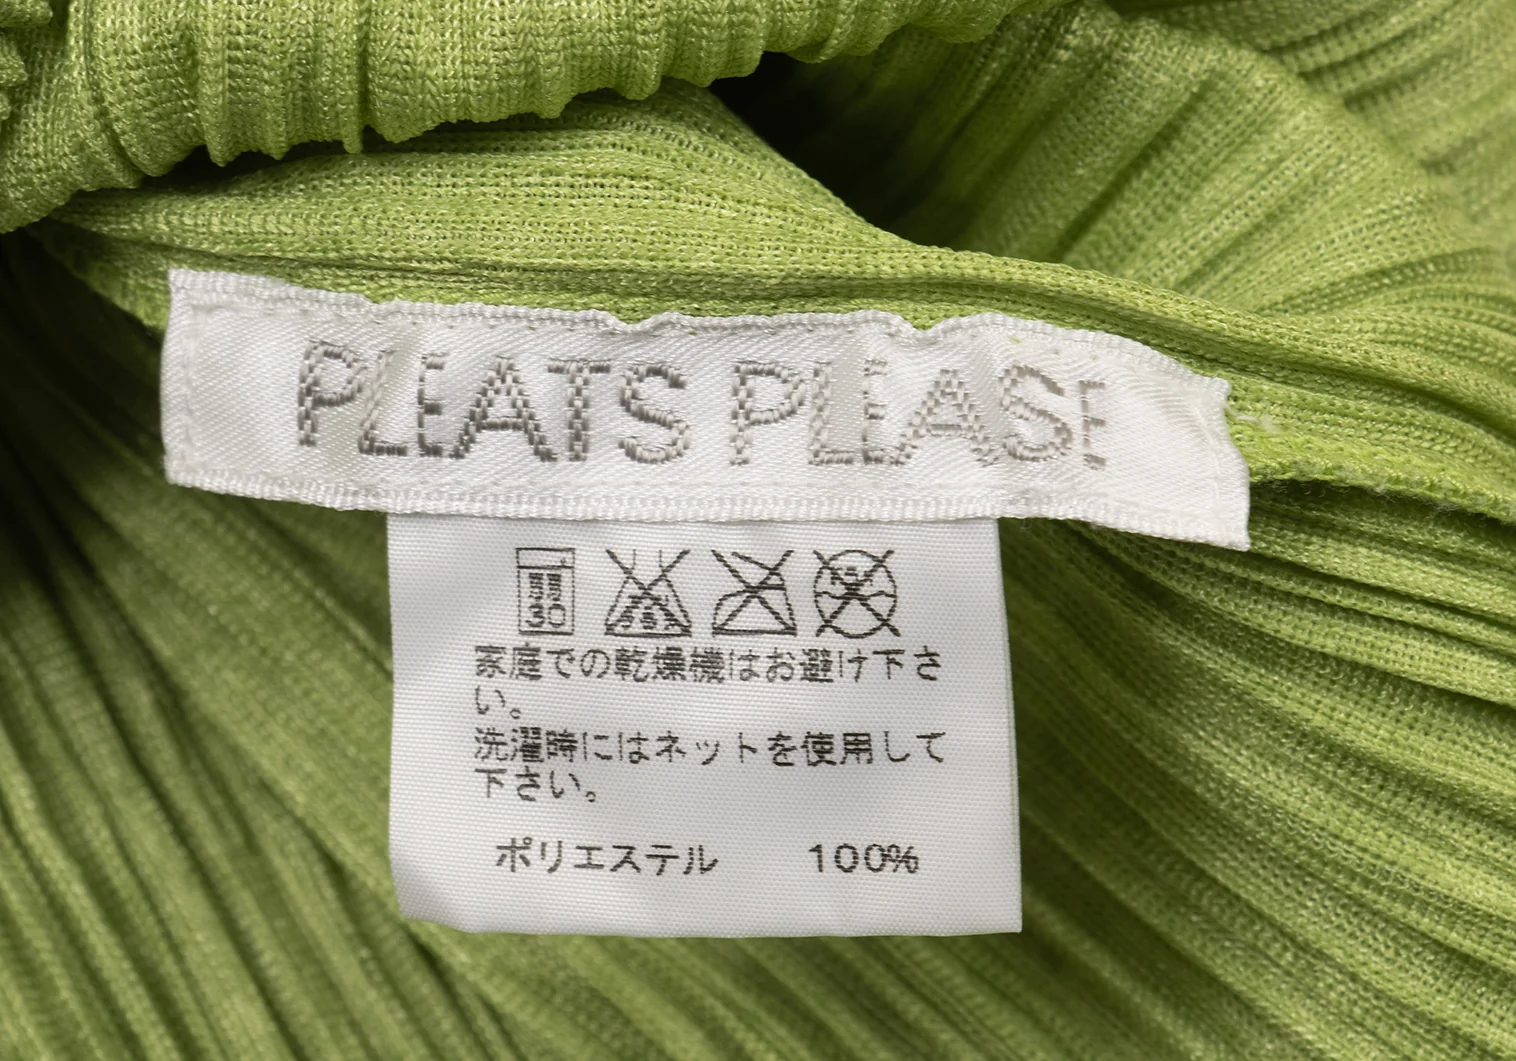 PLEATS PLEASE
30
家庭での乾燥機はお避け下さ
い。
洗濯時にはネットを使用して
下さい。
ポリエステル 100%